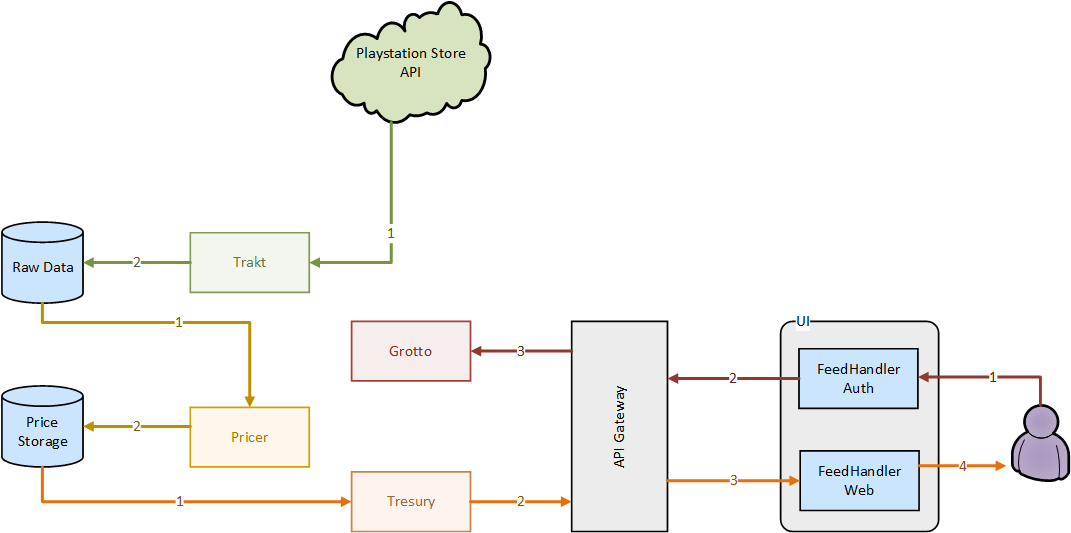 Playstation Store
API
1
Raw Data
2
Trakt
1
Grotto
3
API Gateway
UI
FeedHandler
Auth
2
1
Price
Storage
2
Pricer
FeedHandler
Web
3
4
1
Tresury
2